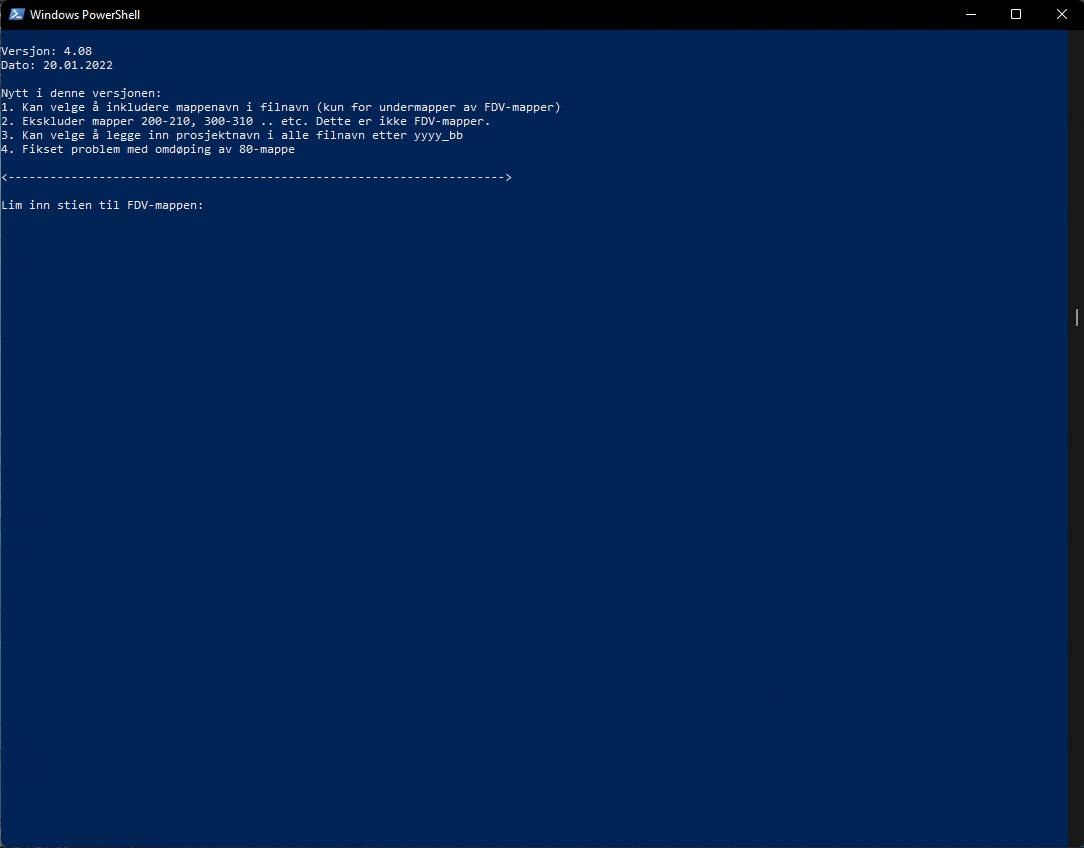 Windows PowerShell
Versjon: 4.08
Dato: 20.01.2022
Nytt i denne versjonen:
1. Kan velge å inkludere mappenavn i filnavn (kun for undermapper av FDV-mapper)
2. Ekskluder mapper 200-210, 300-310 .. etc. Dette er ikke FDV-mapper.
3. Kan velge å legge inn prosjektnavn i alle filnavn etter yyyy_bb
4. Fikset problem med omdøping av 80-mappe
<----------------------------------------------------------------------->
Lim inn stien til FDV-mappen: